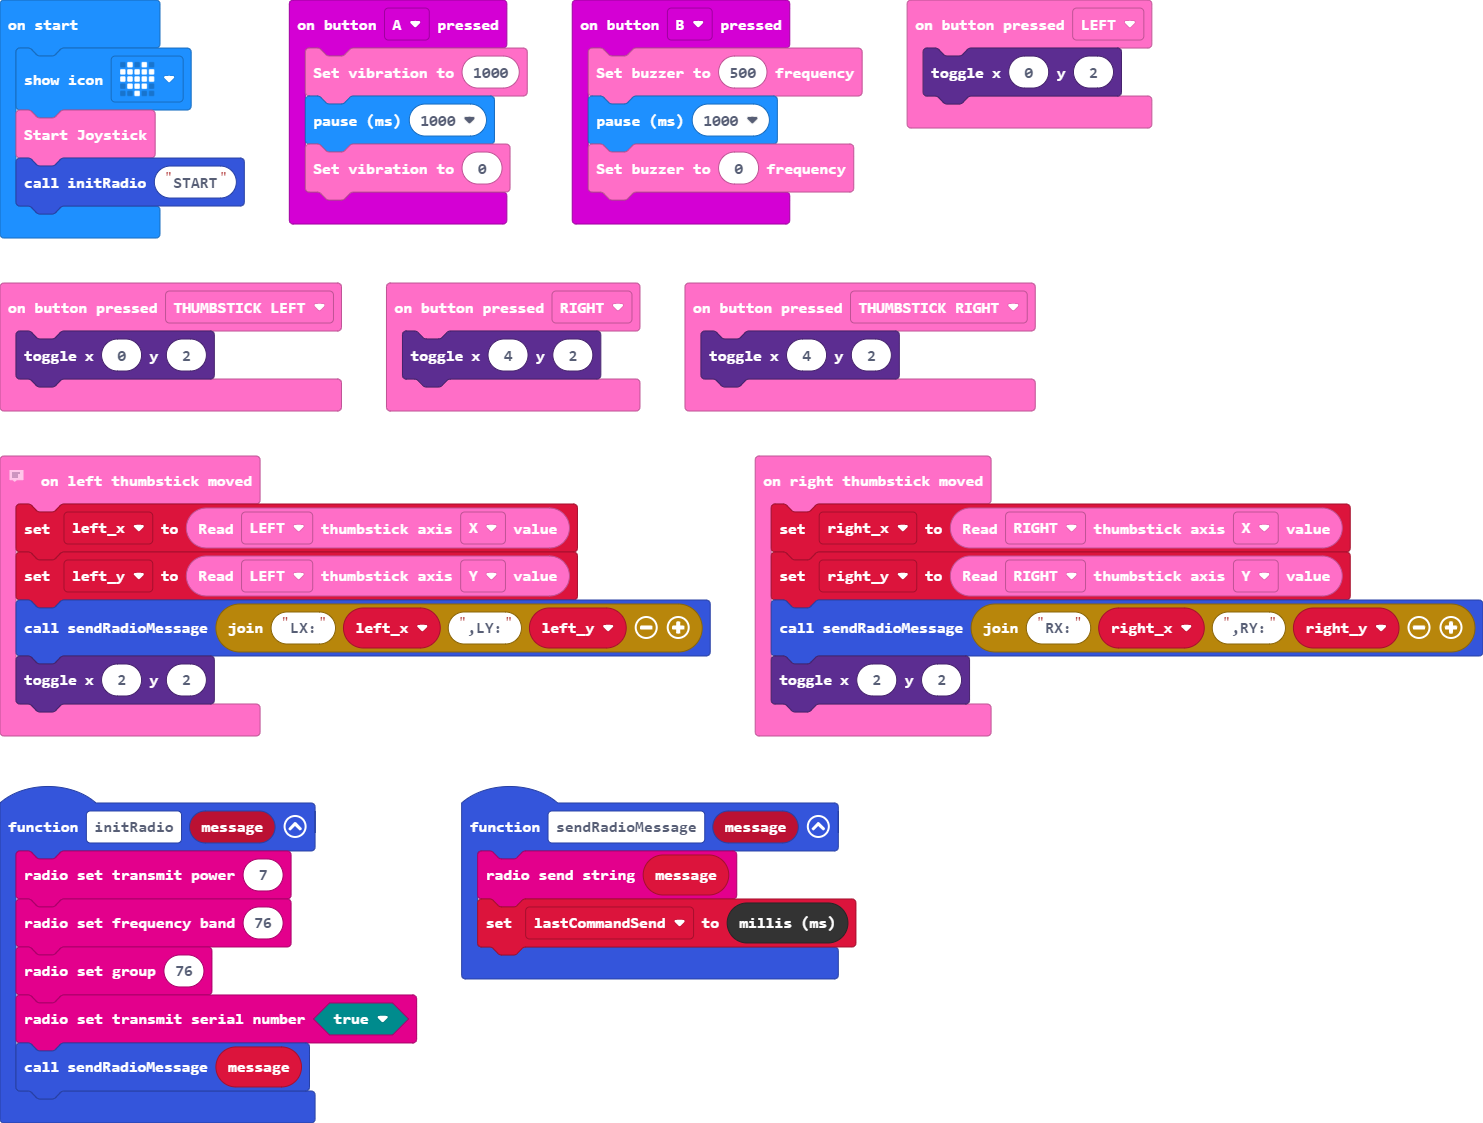 on start
show icon
Start Joystick
call initRadio "START"
on button A pressed
Set vibration to 1000
pause (ms) 1000
Set vibration to 0
on button B pressed
Set buzzer to 500 frequency
pause (ms) 1000
Set buzzer to 0 frequency
on button pressed LEFT
toggle x 0 y 2
on button pressed THUMBSTICK LEFT
toggle x 0 y 2
on button pressed RIGHT
toggle x 4 y 2
on button pressed THUMBSTICK RIGHT
toggle x 4 y 2
on left thumbstick moved
set left_x to Read LEFT thumbstick axis X value
set left_y to Read LEFT thumbstick axis Y value
call sendRadioMessage join "LX:" left_x ",LY:" left_y
toggle x 2 y 2
on right thumbstick moved
set right_x to Read RIGHT thumbstick axis X value
set right_y to Read RIGHT thumbstick axis Y value
call sendRadioMessage join "RX:" right_x ",RY:" right_y
toggle x 2 y 2
function initRadio message
radio set transmit power 7
radio set frequency band 76
radio set group 76
radio set transmit serial number true
call sendRadioMessage message
function sendRadioMessage message
radio send string message
set lastCommandSend to millis (ms)